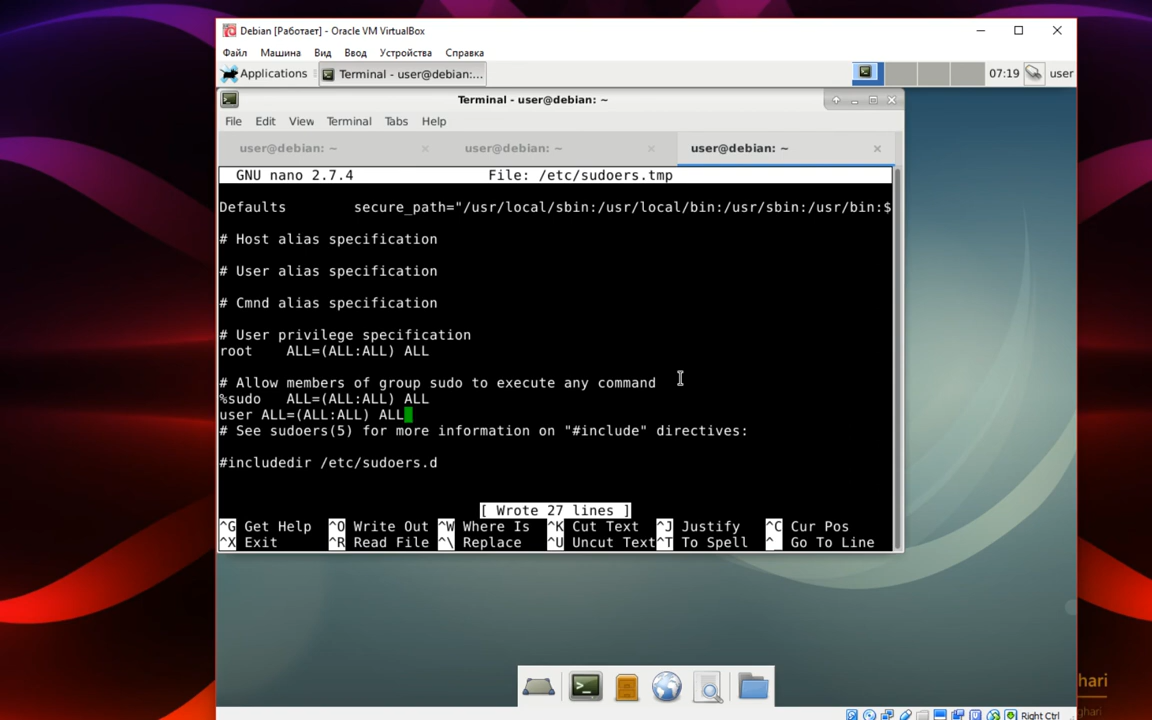 Debian [Работает] - Oracle VM VirtualBox
Файл Машина Вид Ввод Устройства Справка
Applications Terminal - user@debian:... 07:19 user
Terminal - user@debian: ~
File Edit View Terminal Tabs Help
user@debian: ~ user@debian: ~ user@debian: ~
GNU nano 2.7.4 File: /etc/sudoers.tmp
Defaults secure_path="/usr/local/sbin:/usr/local/bin:/usr/sbin:/usr/bin:$
# Host alias specification
# User alias specification
# Cmnd alias specification
# User privilege specification
root ALL=(ALL:ALL) ALL
# Allow members of group sudo to execute any command
%sudo ALL=(ALL:ALL) ALL
user ALL=(ALL:ALL) ALL
# See sudoers(5) for more information on "#include" directives:
#includedir /etc/sudoers.d
[ Wrote 27 lines ]
^G Get Help ^O Write Out ^W Where Is ^K Cut Text ^J Justify ^C Cur Pos
^X Exit ^R Read File ^\ Replace ^U Uncut Text ^T To Spell ^_ Go To Line
hari
ghari
Right Ctrl